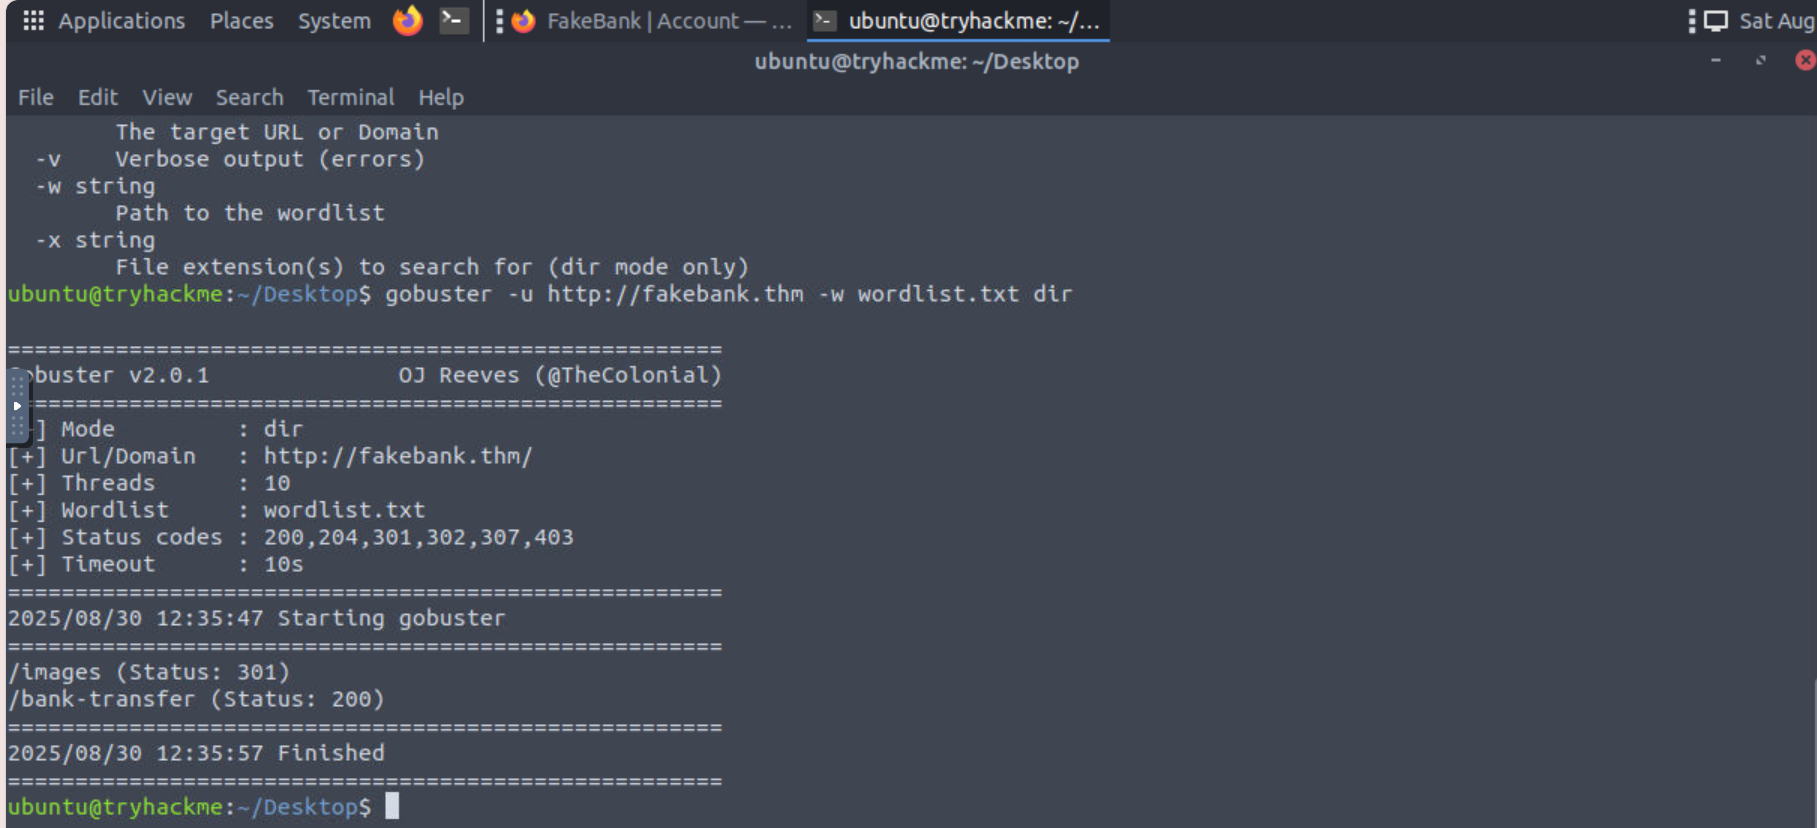 Applications Places System FakeBank | Account — ... ubuntu@tryhackme: ~/... Sat Aug
ubuntu@tryhackme: ~/Desktop
File Edit View Search Terminal Help
The target URL or Domain
-v Verbose output (errors)
-w string
Path to the wordlist
-x string
File extension(s) to search for (dir mode only)
ubuntu@tryhackme:~/Desktop$ gobuster -u http://fakebank.thm -w wordlist.txt dir
=====================================================
obuster v2.0.1 OJ Reeves (@TheColonial)
=====================================================
] Mode : dir
[+] Url/Domain : http://fakebank.thm/
[+] Threads : 10
[+] Wordlist : wordlist.txt
[+] Status codes : 200,204,301,302,307,403
[+] Timeout : 10s
=====================================================
2025/08/30 12:35:47 Starting gobuster
=====================================================
/images (Status: 301)
/bank-transfer (Status: 200)
=====================================================
2025/08/30 12:35:57 Finished
=====================================================
ubuntu@tryhackme:~/Desktop$